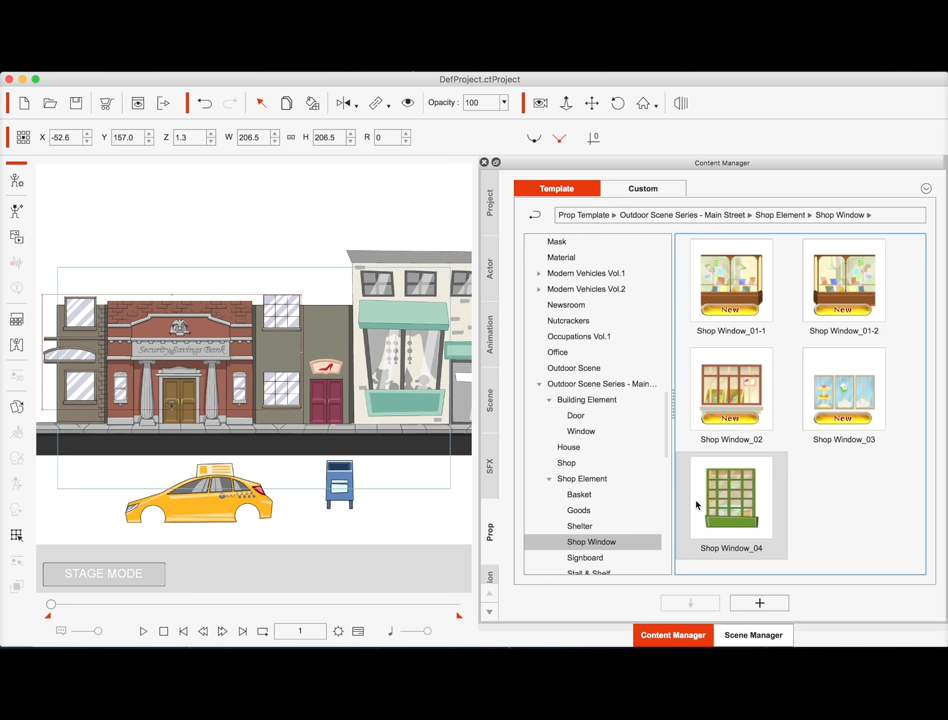 DefProject.ctProject
Opacity : 100
X -52.6 Y 157.0 Z 1.3 W 206.5 H 206.5 R 0
Content Manager
Template Custom
Prop Template Outdoor Scene Series - Main Street Shop Element Shop Window
Project
Actor
Animation
Scene
SFX
Prop
ion
Mask
Material
Modern Vehicles Vol.1
Modern Vehicles Vol.2
Newsroom
Nutcrackers
Occupations Vol.1
Office
Outdoor Scene
Outdoor Scene Series - Main...
Building Element
Door
Window
House
Shop
Shop Element
Basket
Goods
Shelter
Shop Window
Signboard
Stall & Shelf
New
Shop Window_01-1
New
Shop Window_01-2
New
Shop Window_02
New
Shop Window_03
Shop Window_04
Security Savings Bank
STAGE MODE
1
Content Manager Scene Manager